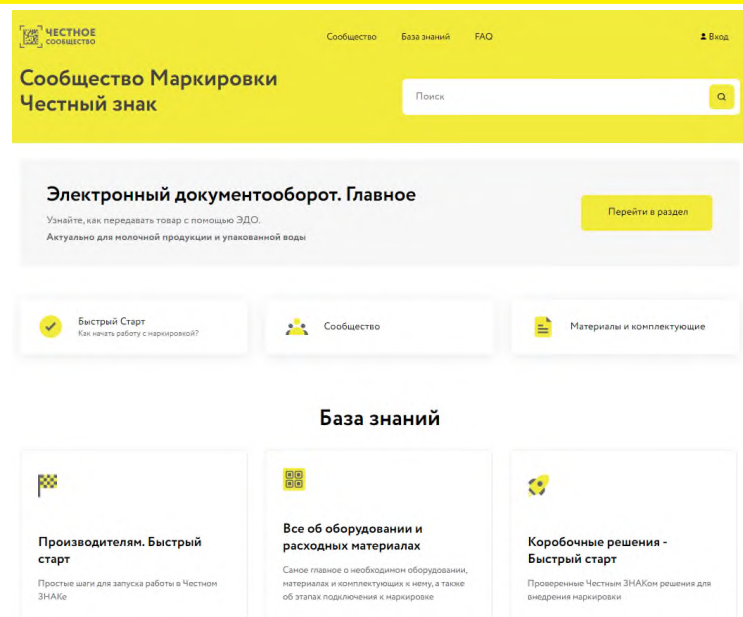 ЧЕСТНОЕ
СООБЩЕСТВО
Сообщество База знаний FAQ
Вход
Сообщество Маркировки
Честный знак
Поиск
Электронный документооборот. Главное
Узнайте, как передавать товар с помощью ЭДО.
Актуально для молочной продукции и упакованной воды
Перейти в раздел
Быстрый Старт
Как начать работу с маркировкой?
Сообщество
Материалы и комплектующие
База знаний
Производителям. Быстрый
старт
Простые шаги для запуска работы в Честном
ЗНАКе
Все об оборудовании и
расходных материалах
Самое главное о необходимом оборудовании,
материалах и комплектующих к нему, а также
об этапах подключения к маркировке
Коробочные решения -
Быстрый старт
Проверенные Честным ЗНАКом решения для
внедрения маркировки